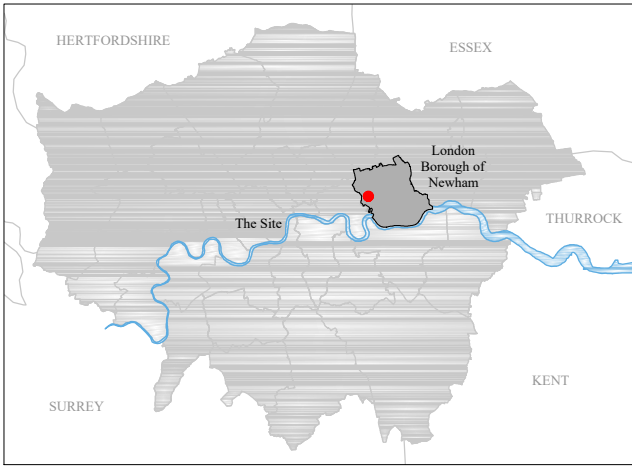 HERTFORDSHIRE
ESSEX
London
Borough of
Newham
The Site
THURROCK
KENT
SURREY